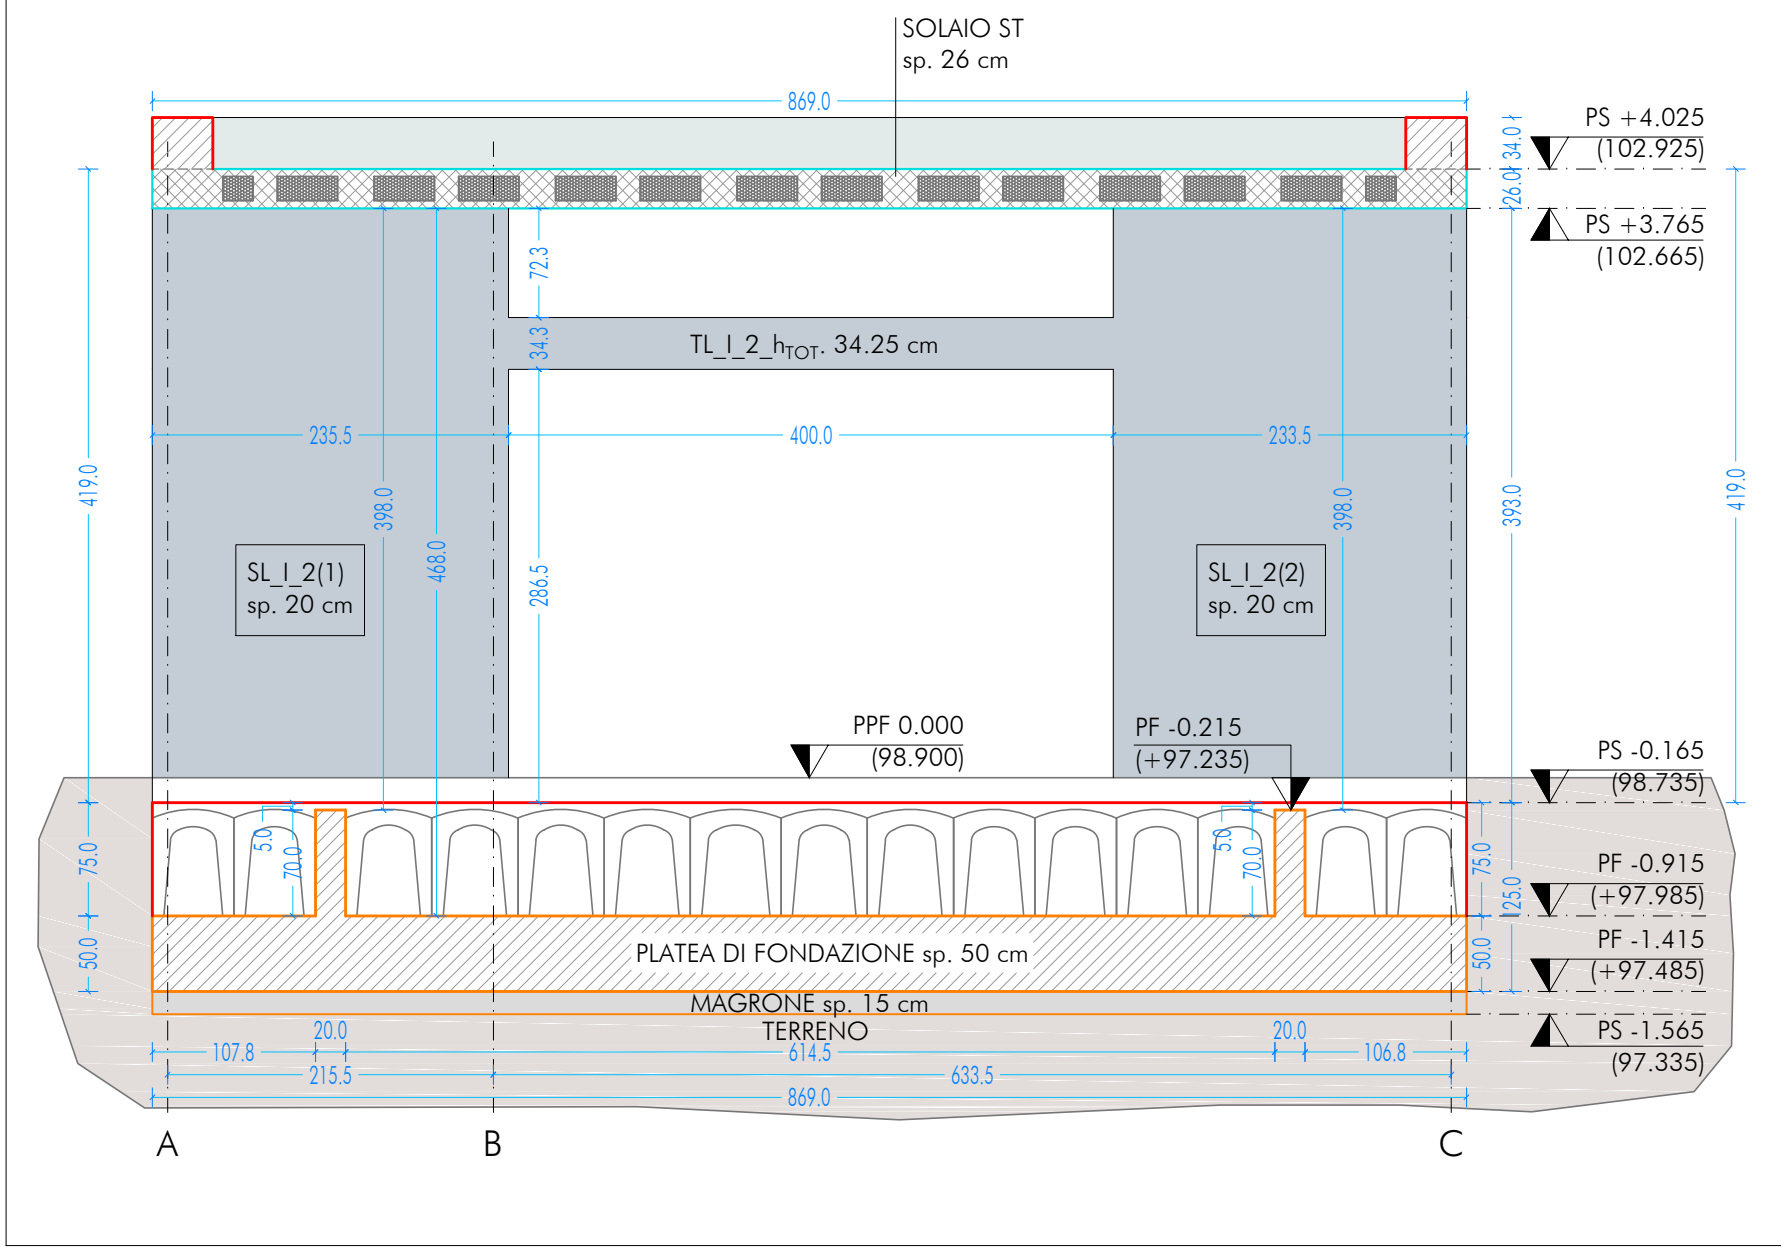 SOLAIO ST
sp. 26 cm
869.0
PS +4.025
(102.925)
34.0
26.0
PS +3.765
(102.665)
72.3
34.3
TL_I_2_hTOT. 34.25 cm
235.5
400.0
233.5
419.0
398.0
468.0
286.5
398.0
393.0
419.0
SL_I_2(1)
sp. 20 cm
SL_I_2(2)
sp. 20 cm
PPF 0.000
(98.900)
PF -0.215
(+97.235)
PS -0.165
(98.735)
5.0
70.0
5.0
70.0
75.0
75.0
125.0
PF -0.915
(+97.985)
50.0
50.0
PF -1.415
(+97.485)
PLATEA DI FONDAZIONE sp. 50 cm
MAGRONE sp. 15 cm
TERRENO
PS -1.565
(97.335)
20.0
20.0
107.8
614.5
106.8
215.5
633.5
869.0
A
B
C